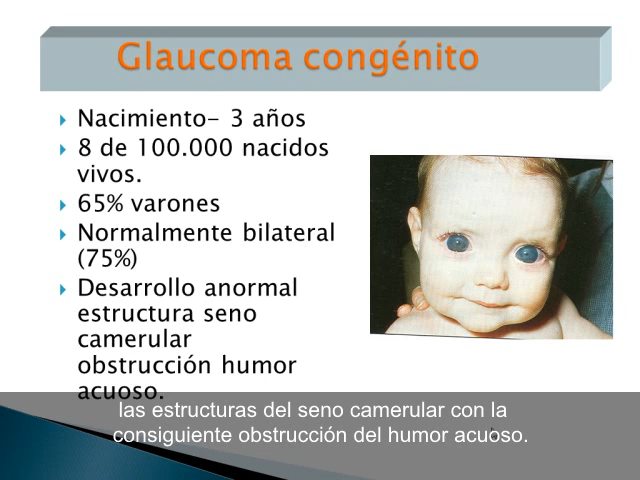 Glaucoma congénito
Nacimiento- 3 años
8 de 100.000 nacidos
vivos.
65% varones
Normalmente bilateral
(75%)
Desarrollo anormal
estructura seno
camerular
obstrucción humor
acuoso.
las estructuras del seno camerular con la
consiguiente obstrucción del humor acuoso.